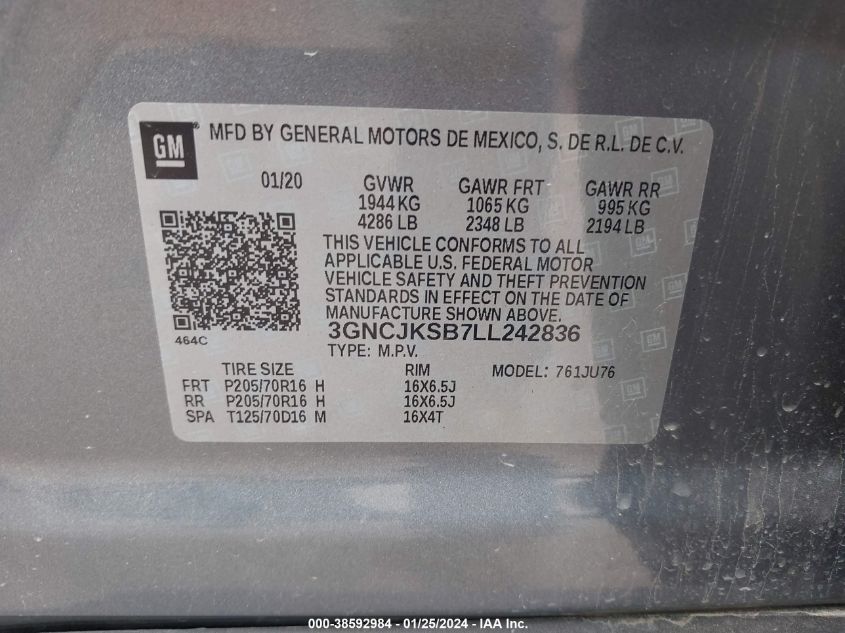 GM ® MFD BY GENERAL MOTORS DE MEXICO, S. DE R.L. DE C.V.
01/20 GVWR GAWR FRT GAWR RR
1944 KG 1065 KG 995 KG
4286 LB 2348 LB 2194 LB
THIS VEHICLE CONFORMS TO ALL
APPLICABLE U.S. FEDERAL MOTOR
VEHICLE SAFETY AND THEFT PREVENTION
STANDARDS IN EFFECT ON THE DATE OF
MANUFACTURE SHOWN ABOVE.
464C 3GNCJKSB7LL242836
TYPE: M.P.V.
TIRE SIZE RIM MODEL: 761JU76
FRT P205/70R16 H 16X6.5J
RR P205/70R16 H 16X6.5J
SPA T125/70D16 M 16X4T
000-38592984 - 01/25/2024 - IAA Inc.